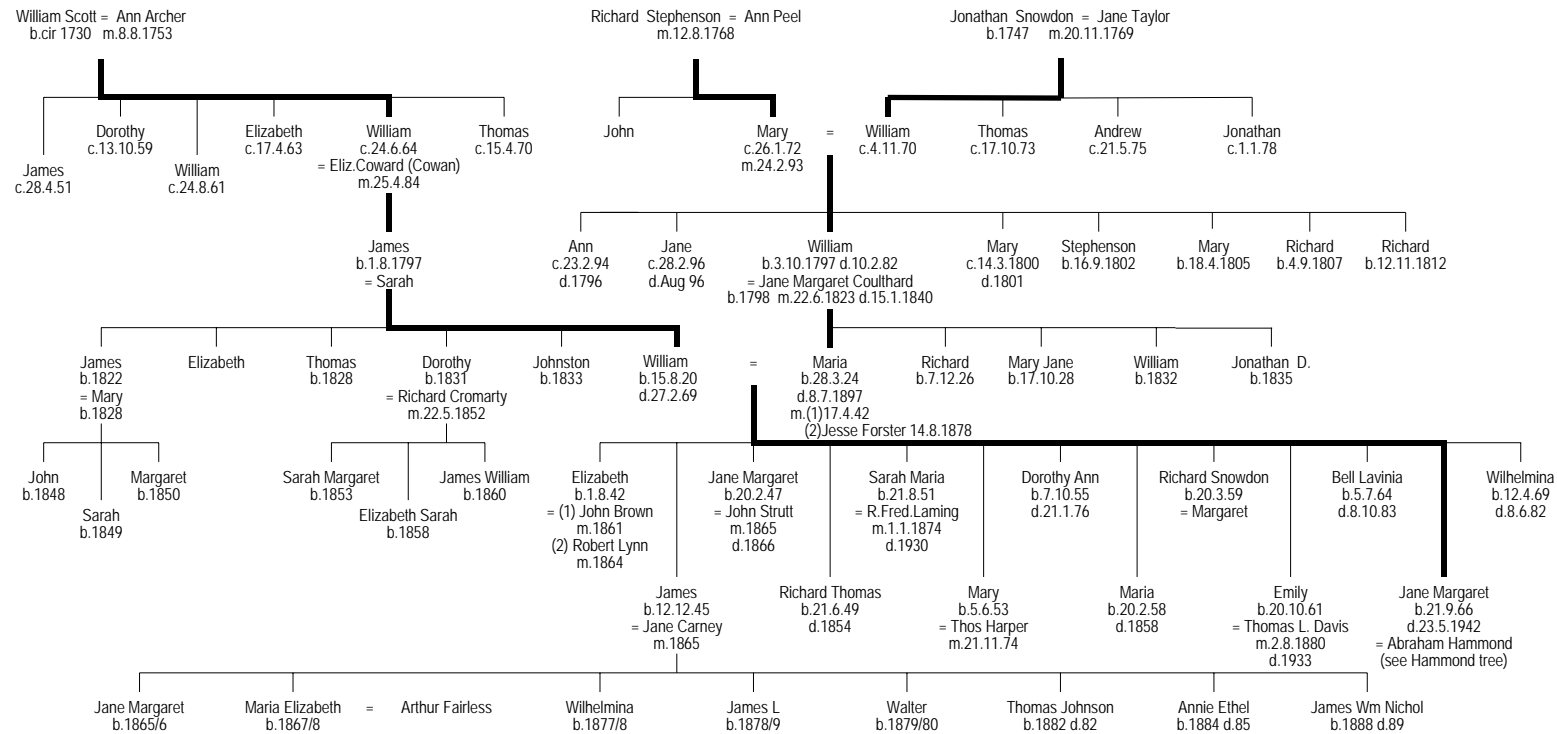 William Scott = Ann Archer
b.cir 1730 m.8.8.1753
Richard Stephenson = Ann Peel
m.12.8.1768
Jonathan Snowdon = Jane Taylor
b.1747 m.20.11.1769
James
c.28.4.51
Dorothy
c.13.10.59
William
c.24.8.61
Elizabeth
c.17.4.63
William
c.24.6.64
= Eliz.Coward (Cowan)
m.25.4.84
Thomas
c.15.4.70
John
Mary
c.26.1.72
m.24.2.93
=
William
c.4.11.70
Thomas
c.17.10.73
Andrew
c.21.5.75
Jonathan
c.1.1.78
James
b.1.8.1797
= Sarah
Ann
c.23.2.94
d.1796
Jane
c.28.2.96
d.Aug 96
William
b.3.10.1797 d.10.2.82
= Jane Margaret Coulthard
b.1798 m.22.6.1823 d.15.1.1840
Mary
c.14.3.1800
d.1801
Stephenson
b.16.9.1802
Mary
b.18.4.1805
Richard
b.4.9.1807
Richard
b.12.11.1812
James
b.1822
= Mary
b.1828
Elizabeth
Thomas
b.1828
Dorothy
b.1831
= Richard Cromarty
m.22.5.1852
Johnston
b.1833
William
b.15.8.20
d.27.2.69
=
Maria
b.28.3.24
d.8.7.1897
m.(1)17.4.42
(2)Jesse Forster 14.8.1878
Richard
b.7.12.26
Mary Jane
b.17.10.28
William
b.1832
Jonathan D.
b.1835
John
b.1848
Sarah
b.1849
Margaret
b.1850
Sarah Margaret
b.1853
Elizabeth Sarah
b.1858
James William
b.1860
Elizabeth
b.1.8.42
= (1) John Brown
m.1861
(2) Robert Lynn
m.1864
Jane Margaret
b.20.2.47
= John Strutt
m.1865
d.1866
Sarah Maria
b.21.8.51
= R.Fred.Laming
m.1.1.1874
d.1930
Dorothy Ann
b.7.10.55
d.21.1.76
Richard Snowdon
b.20.3.59
= Margaret
Bell Lavinia
b.5.7.64
d.8.10.83
Wilhelmina
b.12.4.69
d.8.6.82
James
b.12.12.45
= Jane Carney
m.1865
Richard Thomas
b.21.6.49
d.1854
Mary
b.5.6.53
= Thos Harper
m.21.11.74
Maria
b.20.2.58
d.1858
Emily
b.20.10.61
= Thomas L. Davis
m.2.8.1880
d.1933
Jane Margaret
b.21.9.66
d.23.5.1942
= Abraham Hammond
(see Hammond tree)
Jane Margaret
b.1865/6
Maria Elizabeth = Arthur Fairless
b.1867/8
Wilhelmina
b.1877/8
James L
b.1878/9
Walter
b.1879/80
Thomas Johnson
b.1882 d.82
Annie Ethel
b.1884 d.85
James Wm Nichol
b.1888 d.89